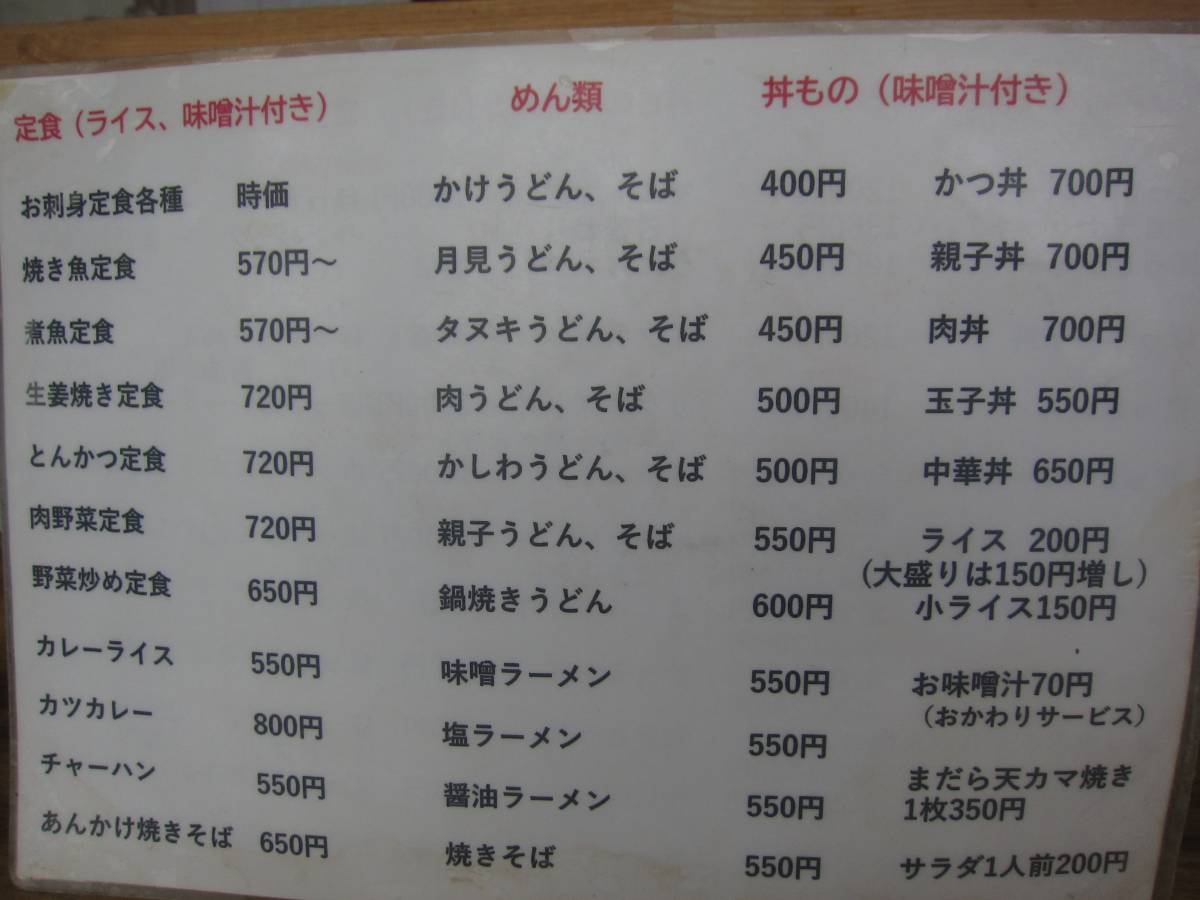 定食（ライス、味噌汁付き）
お刺身定食各種 時価
焼き魚定食 570円～
煮魚定食 570円～
生姜焼き定食 720円
とんかつ定食 720円
肉野菜定食 720円
野菜炒め定食 650円
カレーライス 550円
カツカレー 800円
チャーハン 550円
あんかけ焼きそば 650円
めん類
かけうどん、そば 400円
月見うどん、そば 450円
タヌキうどん、そば 450円
肉うどん、そば 500円
かしわうどん、そば 500円
親子うどん、そば 550円
鍋焼きうどん 600円
味噌ラーメン 550円
塩ラーメン 550円
醤油ラーメン 550円
焼きそば 550円
丼もの（味噌汁付き）
かつ丼 700円
親子丼 700円
肉丼 700円
玉子丼 550円
中華丼 650円
ライス 200円
（大盛りは150円増し）
小ライス150円
お味噌汁70円
（おかわりサービス）
まだら天カマ焼き
1枚350円
サラダ1人前200円